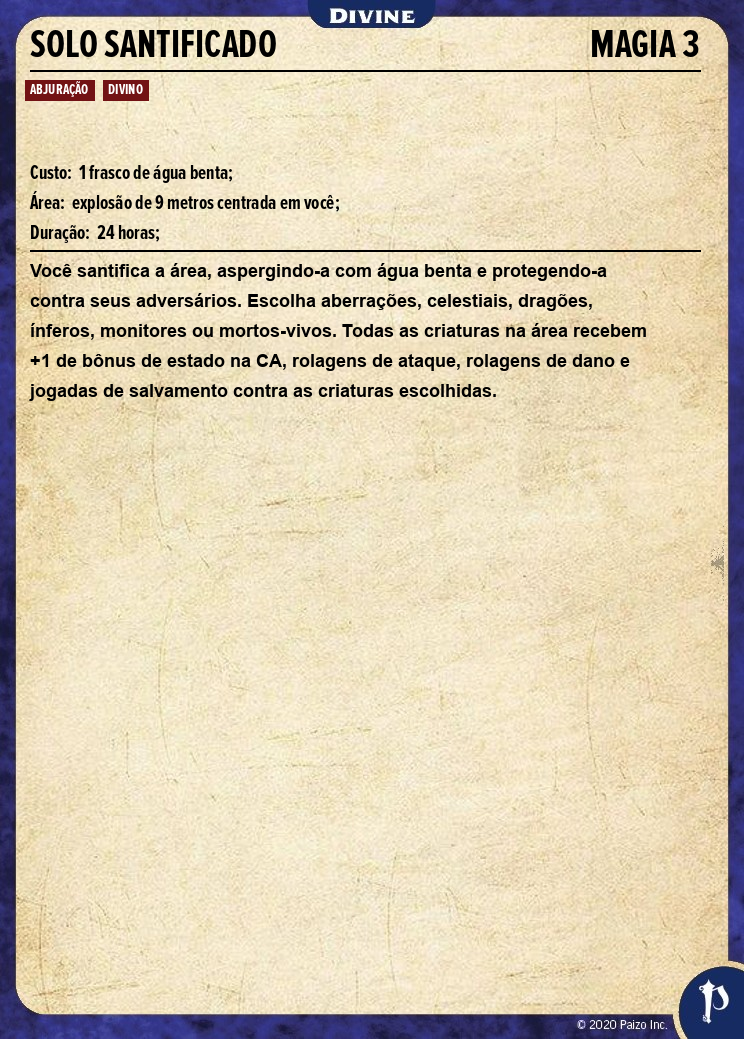 DIVINE
SOLO SANTIFICADO MAGIA 3
ABJURAÇÃO DIVINO
Custo: 1 frasco de água benta;
Área: explosão de 9 metros centrada em você;
Duração: 24 horas;
Você santifica a área, aspergindo-a com água benta e protegendo-a
contra seus adversários. Escolha aberrações, celestiais, dragões,
ínferos, monitores ou mortos-vivos. Todas as criaturas na área recebem
+1 de bônus de estado na CA, rolagens de ataque, rolagens de dano e
jogadas de salvamento contra as criaturas escolhidas.
© 2020 Paizo Inc.
P